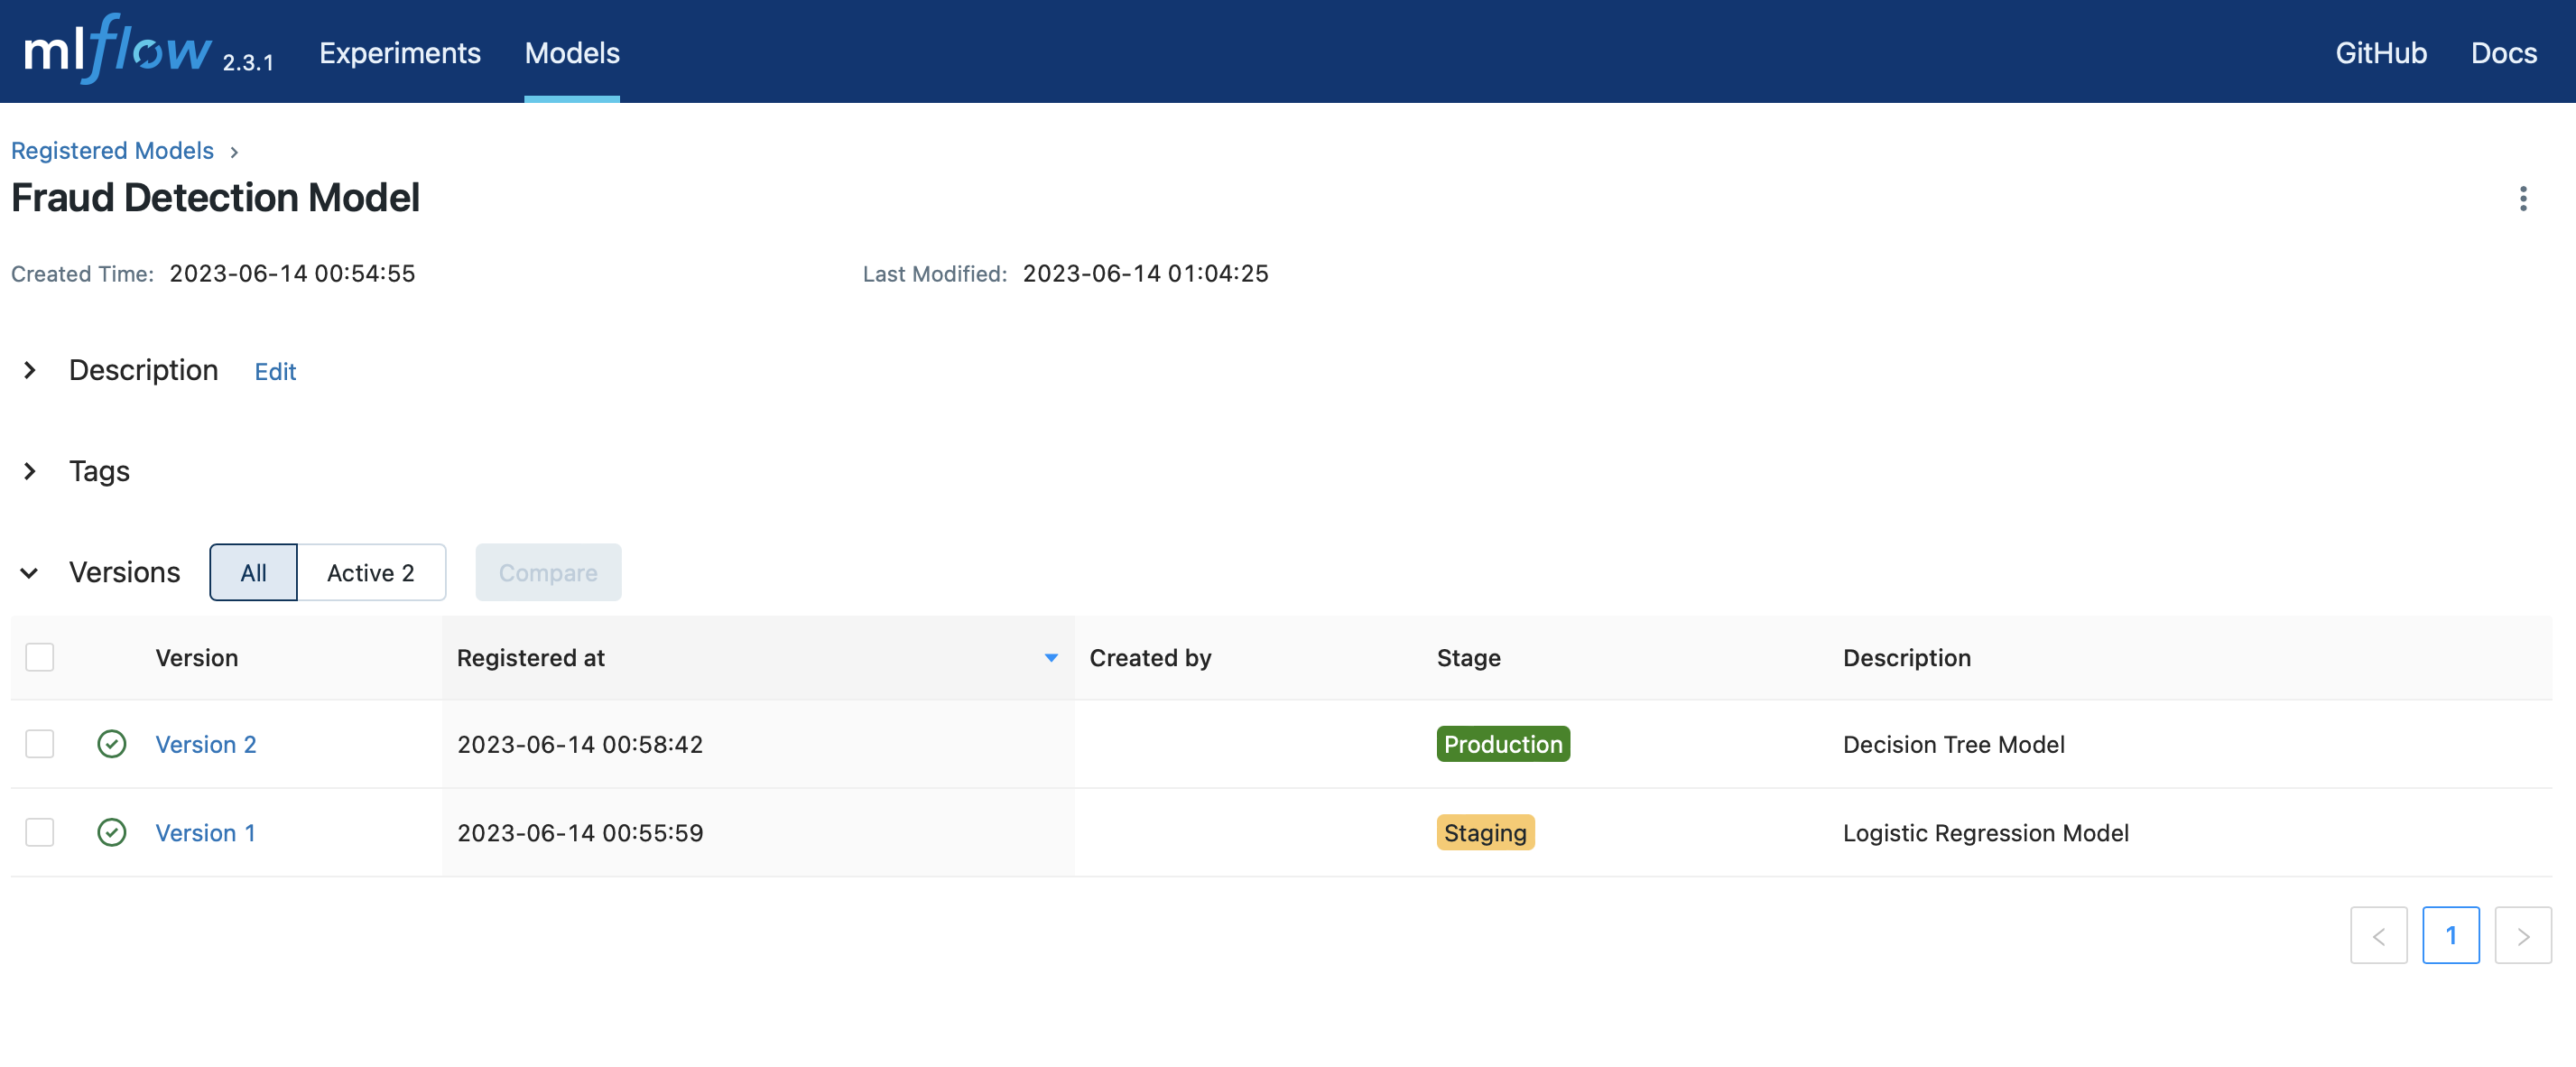 mlflow 2.3.1 Experiments Models GitHub Docs
Registered Models
Fraud Detection Model
Created Time: 2023-06-14 00:54:55 Last Modified: 2023-06-14 01:04:25
Description Edit
Tags
Versions All Active 2 Compare
Version Registered at Created by Stage Description
Version 2 2023-06-14 00:58:42 Production Decision Tree Model
Version 1 2023-06-14 00:55:59 Staging Logistic Regression Model
1